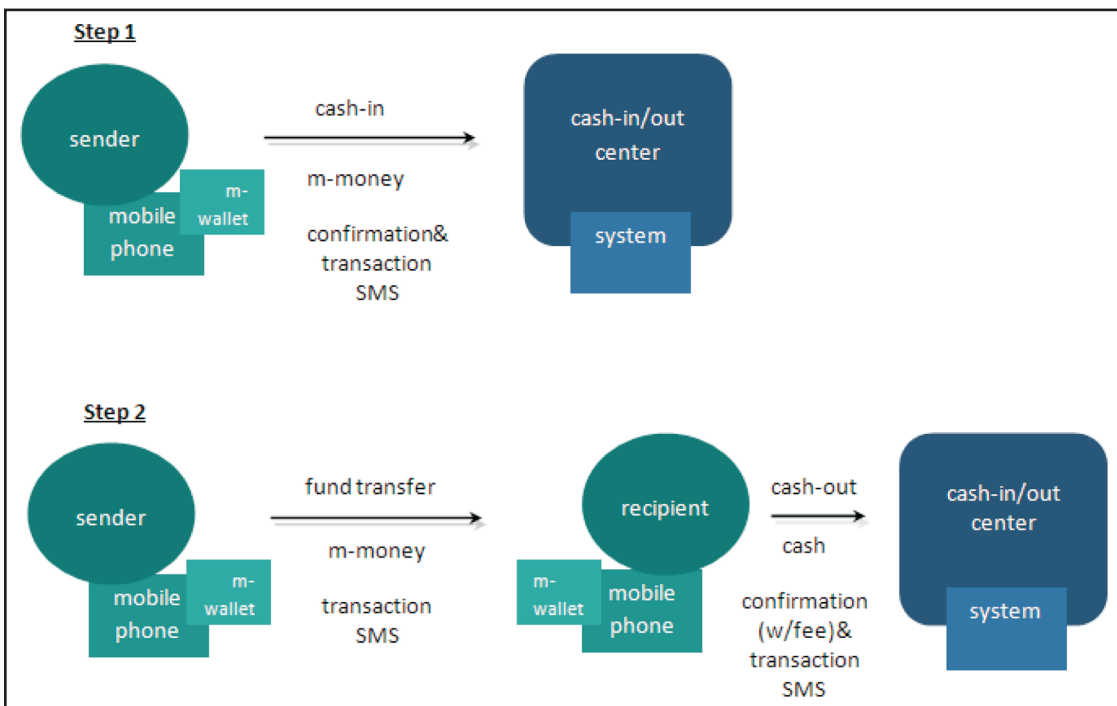 Step 1
sender
mobile
phone
m-
wallet
cash-in
m-money
confirmation&
transaction
SMS
cash-in/out
center
system
Step 2
sender
mobile
phone
m-
wallet
fund transfer
m-money
transaction
SMS
recipient
m-
wallet
mobile
phone
cash-out
cash
confirmation
(w/fee)&
transaction
SMS
cash-in/out
center
system